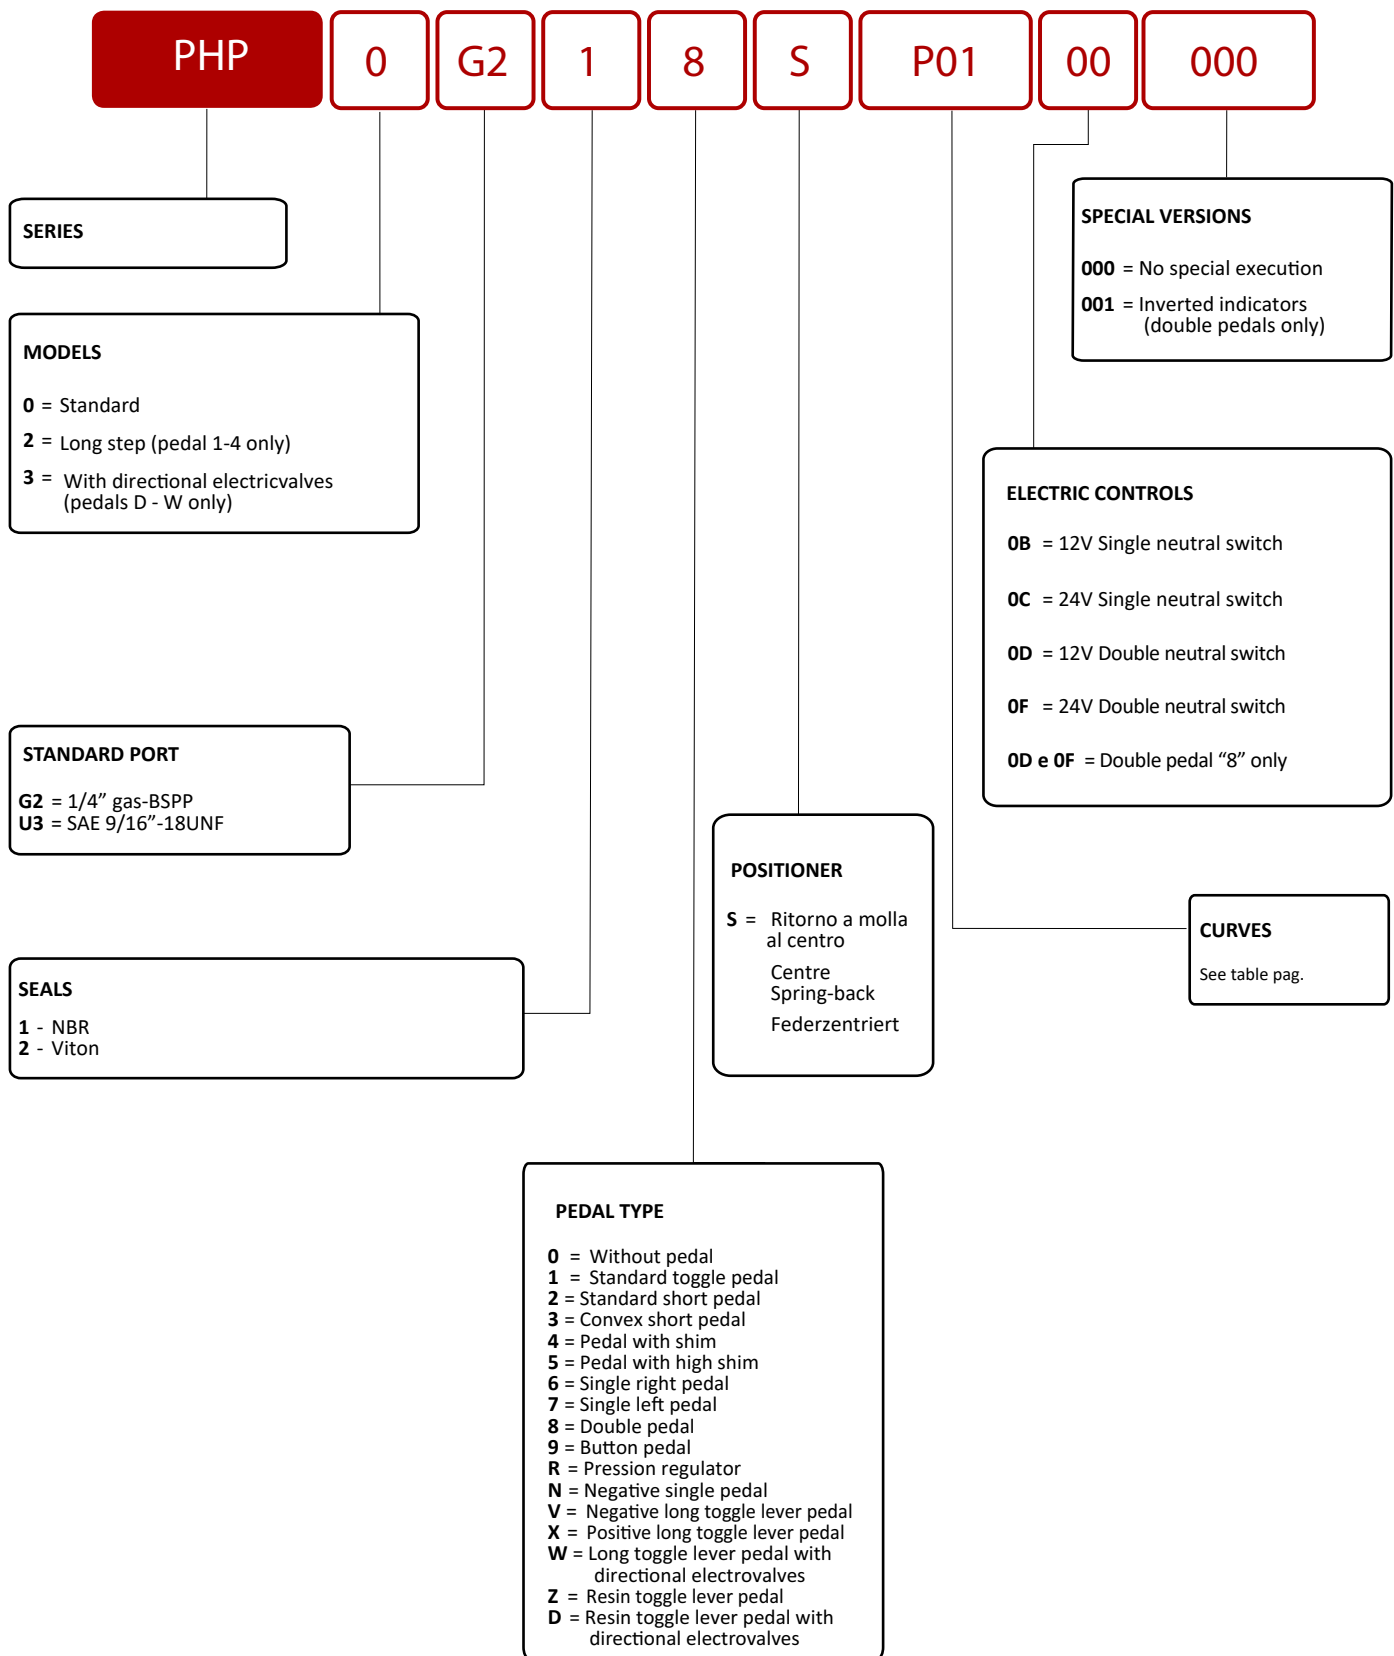 PHP 0 G2 1 8 S P01 00 000
SERIES
SPECIAL VERSIONS
000 = No special execution
001 = Inverted indicators
(double pedals only)
MODELS
0 = Standard
2 = Long step (pedal 1-4 only)
3 = With directional electricvalves
(pedals D - W only)
ELECTRIC CONTROLS
0B = 12V Single neutral switch
0C = 24V Single neutral switch
0D = 12V Double neutral switch
0F = 24V Double neutral switch
0D e 0F = Double pedal “8” only
STANDARD PORT
G2 = 1/4” gas-BSPP
U3 = SAE 9/16”-18UNF
POSITIONER
S = Ritorno a molla
al centro
Centre
Spring-back
Federzentriert
CURVES
See table pag.
SEALS
1 - NBR
2 - Viton
PEDAL TYPE
0 = Without pedal
1 = Standard toggle pedal
2 = Standard short pedal
3 = Convex short pedal
4 = Pedal with shim
5 = Pedal with high shim
6 = Single right pedal
7 = Single left pedal
8 = Double pedal
9 = Button pedal
R = Pression regulator
N = Negative single pedal
V = Negative long toggle lever pedal
X = Positive long toggle lever pedal
W = Long toggle lever pedal with
directional electrovalves
Z = Resin toggle lever pedal
D = Resin toggle lever pedal with
directional electrovalves